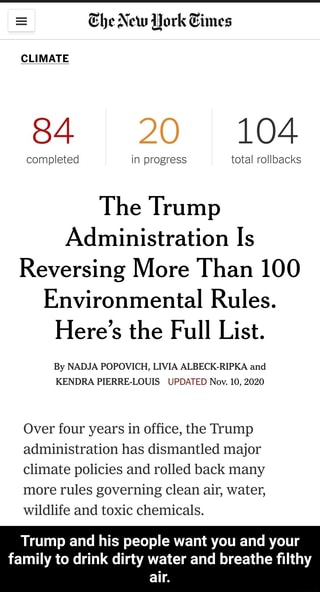 The New York Times
CLIMATE
84 20 104
completed in progress total rollbacks
The Trump
Administration Is
Reversing More Than 100
Environmental Rules.
Here’s the Full List.
By NADJA POPOVICH, LIVIA ALBECK-RIPKA and
KENDRA PIERRE-LOUIS UPDATED Nov. 10, 2020
Over four years in office, the Trump
administration has dismantled major
climate policies and rolled back many
more rules governing clean air, water,
wildlife and toxic chemicals.
Trump and his people want you and your
family to drink dirty water and breathe filthy
air.